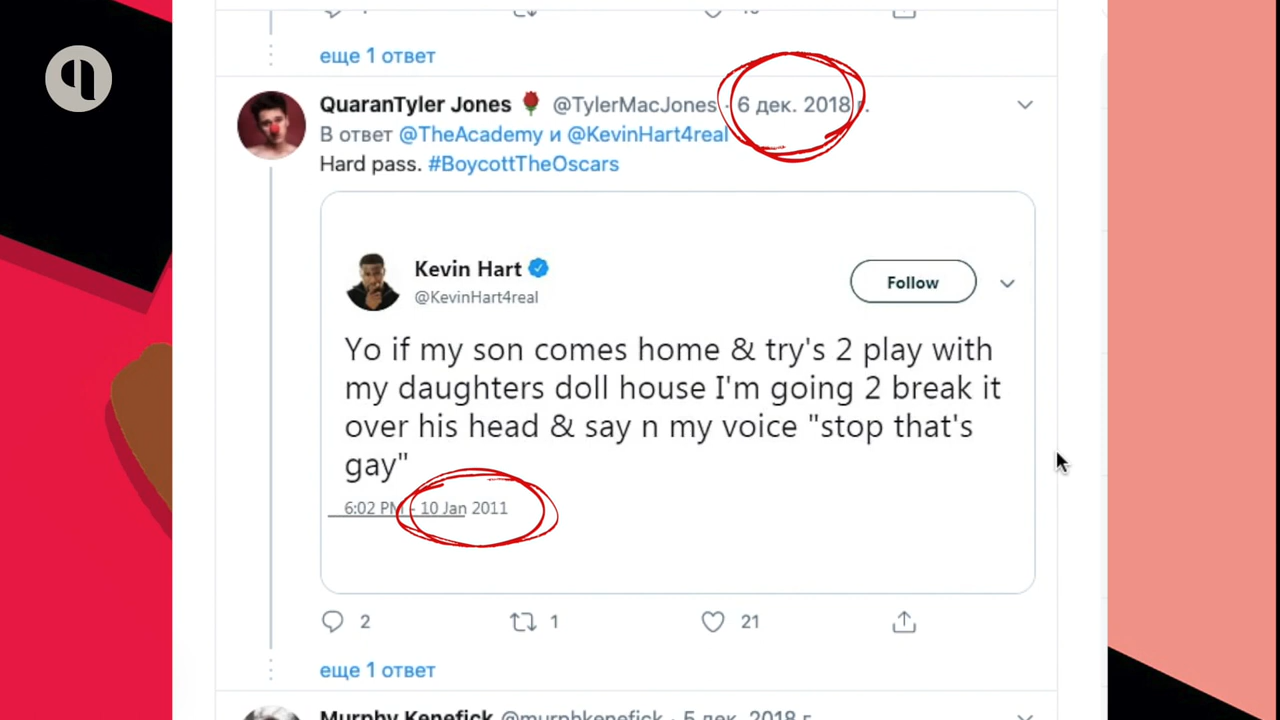 еще 1 ответ
QuaranTyler Jones 🌹 @TylerMacJones · 6 дек. 2018 г.
В ответ @TheAcademy и @KevinHart4real
Hard pass. #BoycottTheOscars
Kevin Hart
@KevinHart4real
Follow
Yo if my son comes home & try's 2 play with
my daughters doll house I'm going 2 break it
over his head & say n my voice "stop that's
gay"
6:02 PM - 10 Jan 2011
2 1 21
еще 1 ответ
Murphy Kenefick @murphkenefick · 5 дек. 2018 г.